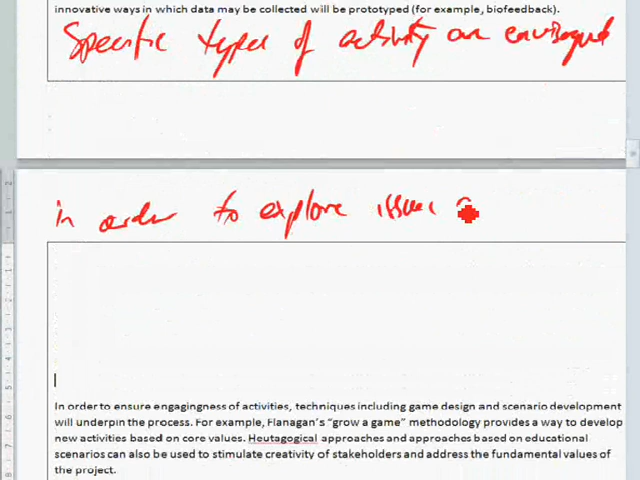 innovative ways in which data may be collected will be prototyped (for example, biofeedback).
Specific types of activity are envisaged
in order to explore issues
In order to ensure engagingness of activities, techniques including game design and scenario development
will underpin the process. For example, Flanagan's "grow a game" methodology provides a way to develop
new activities based on core values. Heutagogical approaches and approaches based on educational
scenarios can also be used to stimulate creativity of stakeholders and address the fundamental values of
the project.